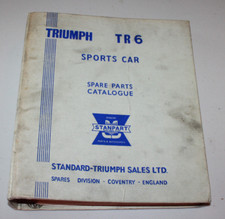 TRIUMPH TR6
SPORTS CAR
SPARE PARTS
CATALOGUE
STANPART
STANDARD-TRIUMPH SALES LTD.
SPARES DIVISION - COVENTRY - ENGLAND